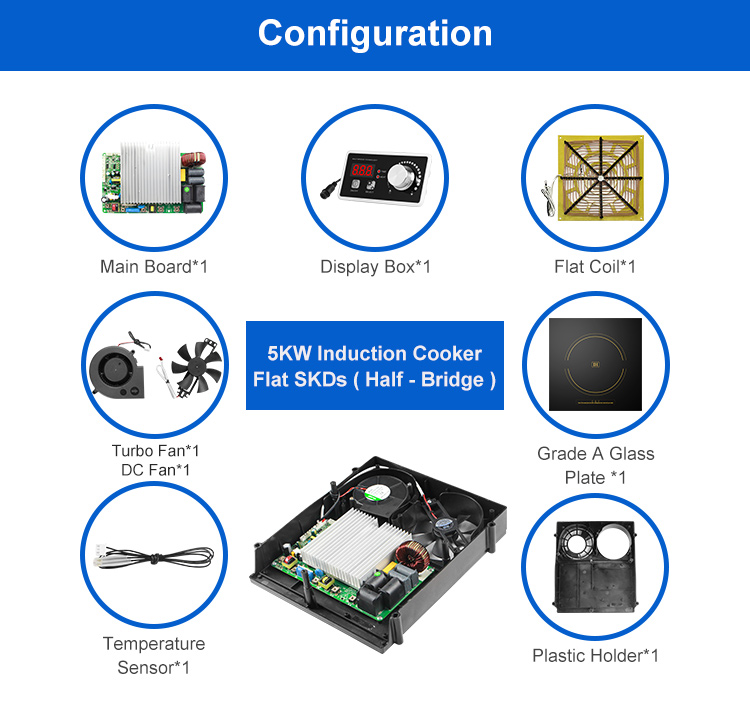 Configuration
Main Board*1
Display Box*1
Flat Coil*1
5KW Induction Cooker
Flat SKDs ( Half - Bridge )
Turbo Fan*1
DC Fan*1
Grade A Glass
Plate *1
Temperature
Sensor*1
Plastic Holder*1